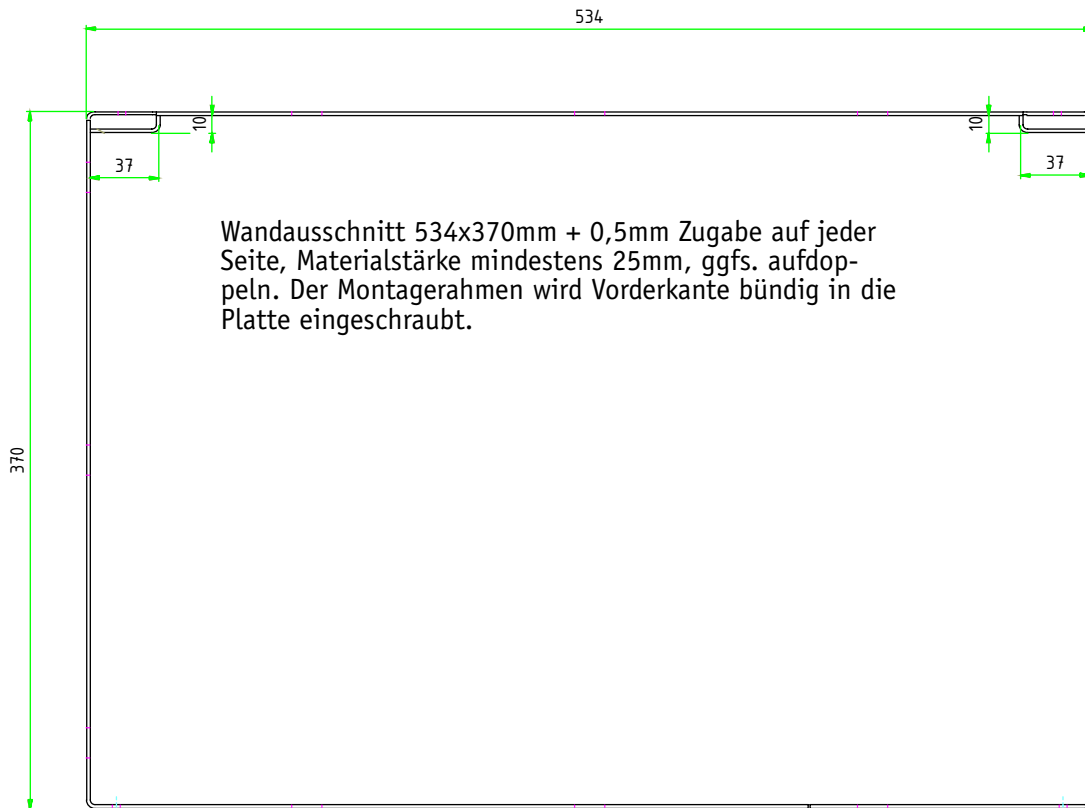 534
10
10
37
37
Wandausschnitt 534x370mm + 0,5mm Zugabe auf jeder
Seite, Materialstärke mindestens 25mm, ggfs. aufdop-
peln. Der Montagerahmen wird Vorderkante bündig in die
Platte eingeschraubt.
370